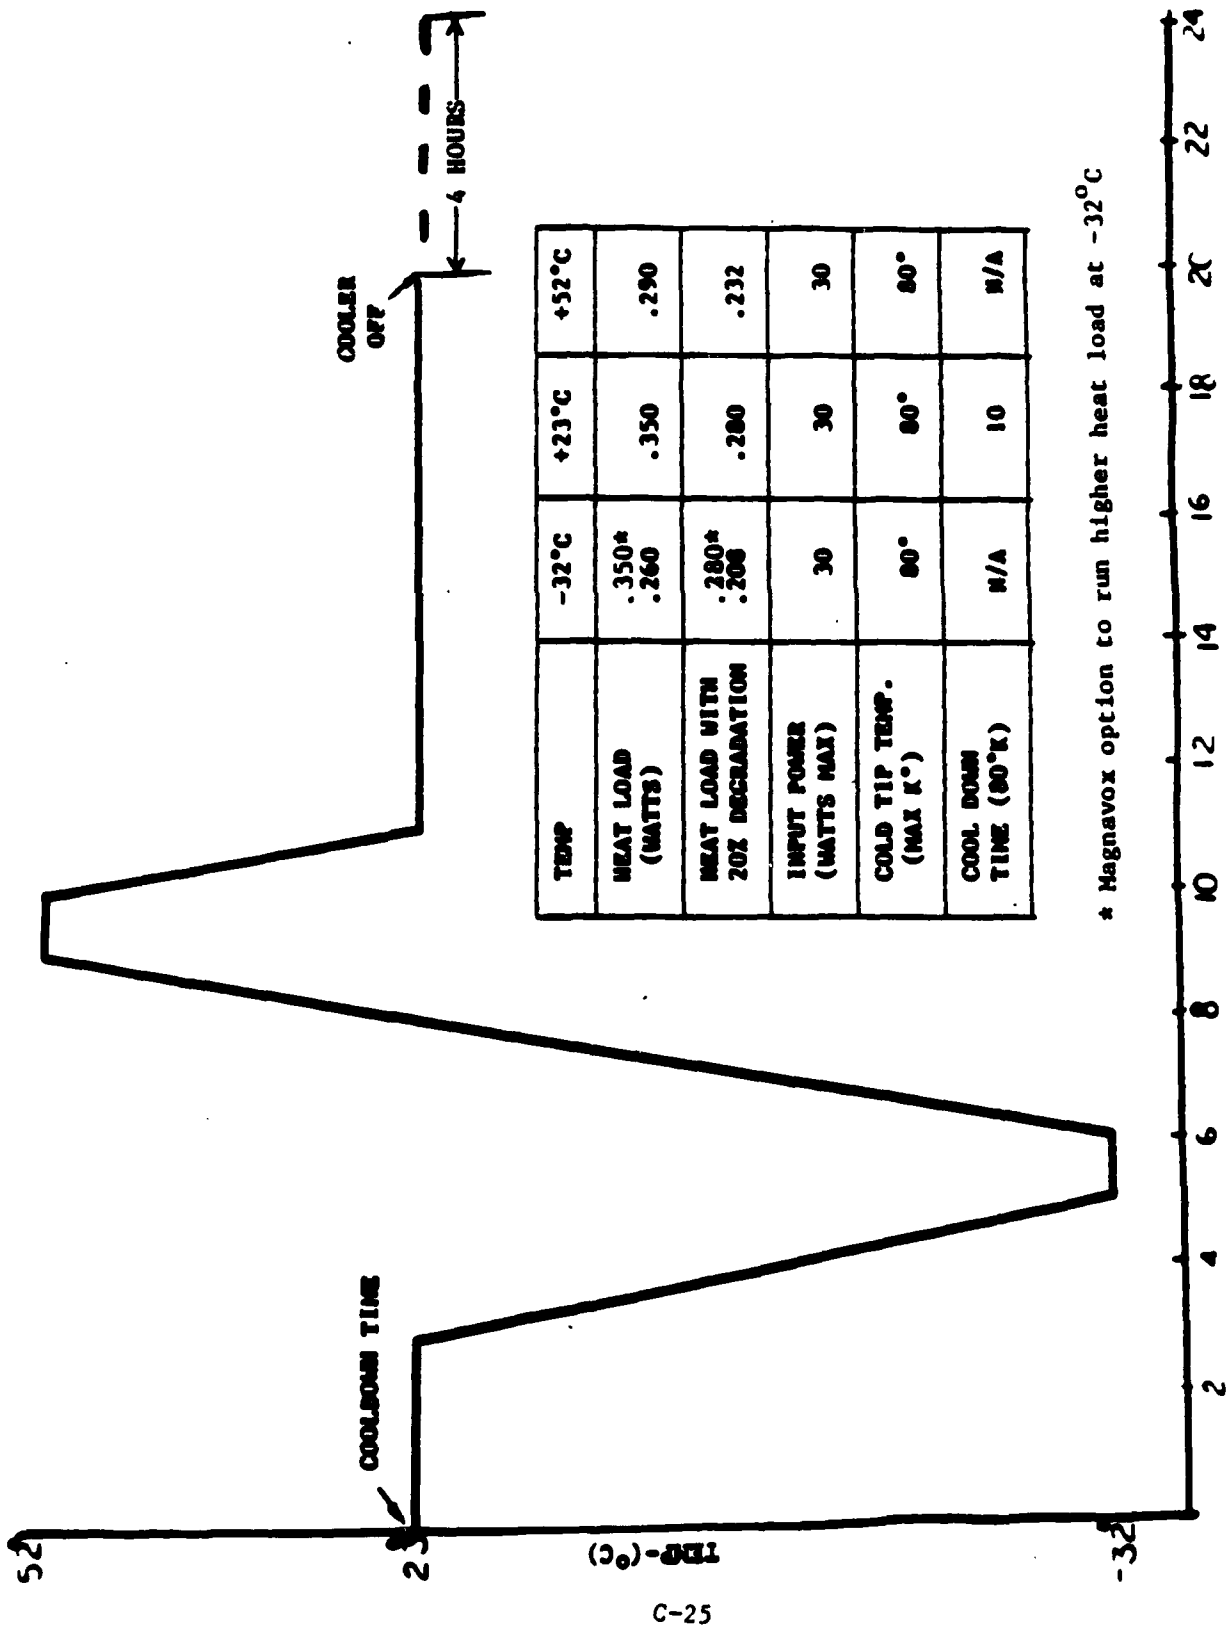 52
23
-32
TEMP-(°C)
COOLDOWN TIME
COOLER
OFF
4 HOURS
TEMP -32°C +23°C +52°C
HEAT LOAD
(WATTS) .350*
.260 .350 .290
HEAT LOAD WITH
20% DEGRADATION .280*
.208 .280 .232
INPUT POWER
(WATTS MAX) 30 30 30
COLD TIP TEMP.
(MAX K°) 80° 80° 80°
COOL DOWN
TIME (80°K) N/A 10 N/A
* Magnavox option to run higher heat load at -32°C
2 4 6 8 10 12 14 16 18 20 22 24
C-25